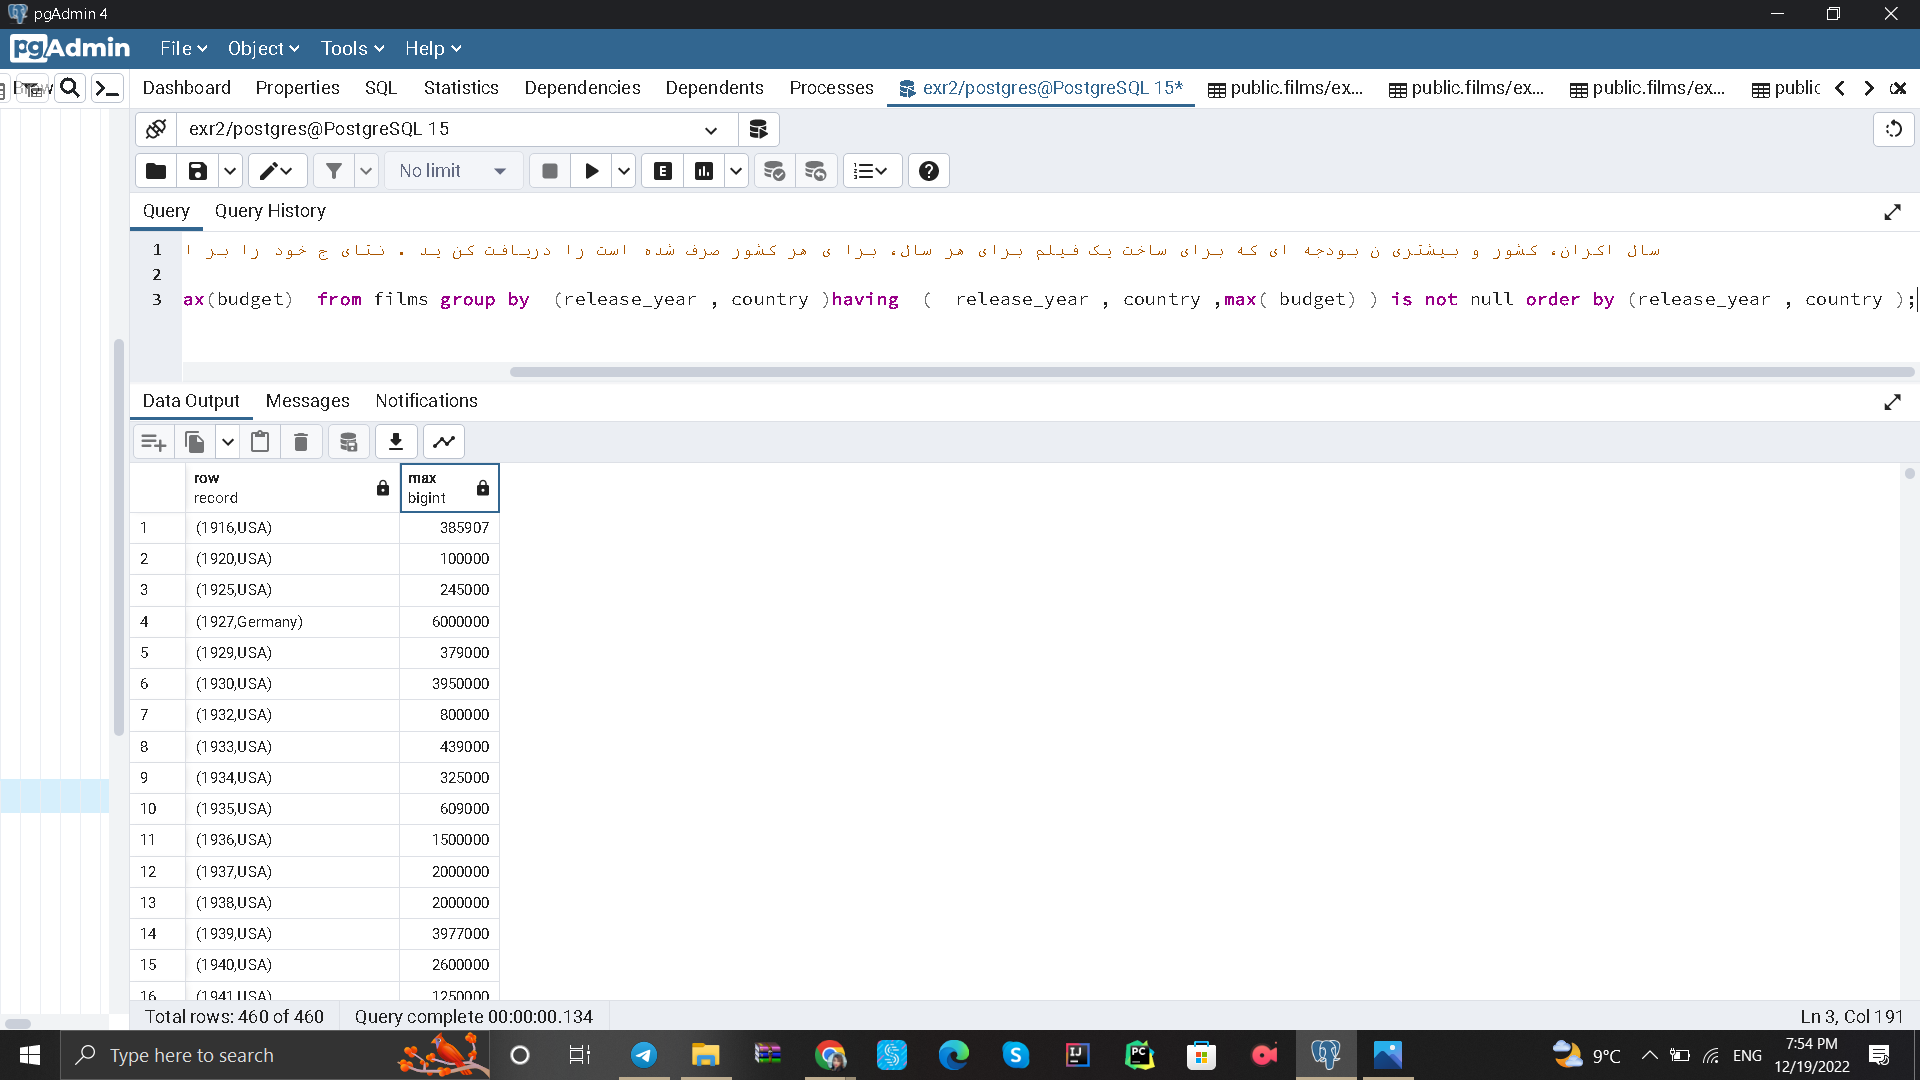 pgAdmin 4
pgAdmin File Object Tools Help
Dashboard Properties SQL Statistics Dependencies Dependents Processes exr2/postgres@PostgreSQL 15* public.films/ex... public.films/ex... public.films/ex... public
exr2/postgres@PostgreSQL 15
No limit
Query Query History
1 سال اکران، کشور و بیشتری ن بودجه ای که برای ساخت یک فیلم برای هر سال، برا ی هر کشور صرف شده است را دریافت کن ید . نتای ج خود را بر ا
2
3 ax(budget) from films group by (release_year , country )having ( release_year , country ,max( budget) ) is not null order by (release_year , country );
Data Output Messages Notifications
row max
record bigint
1 (1916,USA) 385907
2 (1920,USA) 100000
3 (1925,USA) 245000
4 (1927,Germany) 6000000
5 (1929,USA) 379000
6 (1930,USA) 3950000
7 (1932,USA) 800000
8 (1933,USA) 439000
9 (1934,USA) 325000
10 (1935,USA) 609000
11 (1936,USA) 1500000
12 (1937,USA) 2000000
13 (1938,USA) 2000000
14 (1939,USA) 3977000
15 (1940,USA) 2600000
16 (1941,USA) 1250000
Total rows: 460 of 460 Query complete 00:00:00.134 Ln 3, Col 191
Type here to search 9°C ENG 7:54 PM
12/19/2022